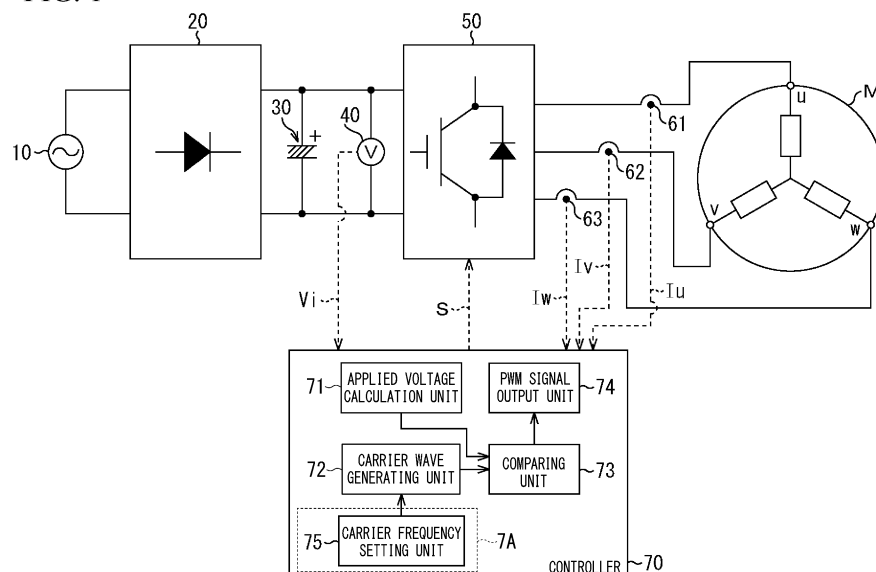 20
50
30
+
40
V
10
61
62
63
M
u
v
w
Vi
S
Iw
Iv
Iu
71
APPLIED VOLTAGE
CALCULATION UNIT
PWM SIGNAL
OUTPUT UNIT
74
72
CARRIER WAVE
GENERATING UNIT
COMPARING
UNIT
73
75
CARRIER FREQUENCY
SETTING UNIT
7A
CONTROLLER
70